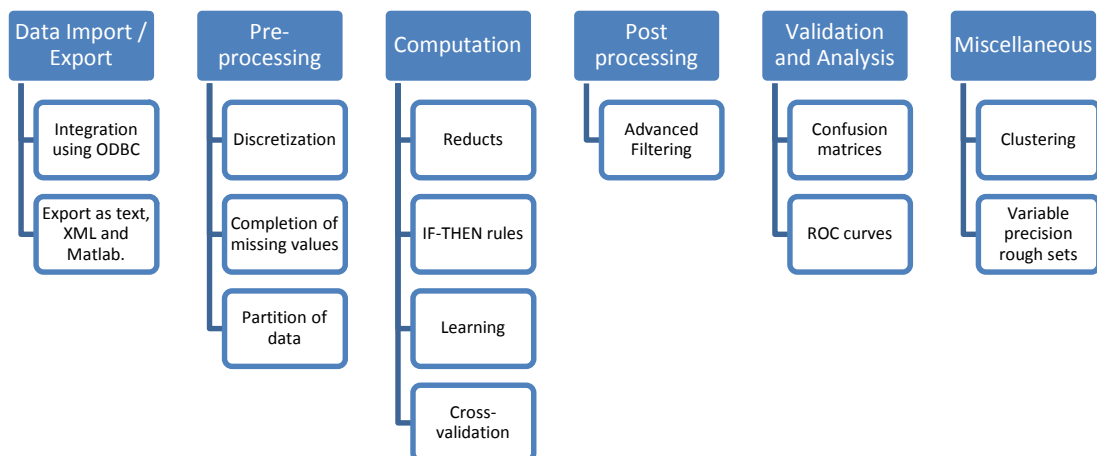 Data Import /
Export
Integration
using ODBC
Export as text,
XML and
Matlab.
Pre-
processing
Discretization
Completion of
missing values
Partition of
data
Computation
Reducts
IF-THEN rules
Learning
Cross-
validation
Post
processing
Advanced
Filtering
Validation
and Analysis
Confusion
matrices
ROC curves
Miscellaneous
Clustering
Variable
precision
rough sets